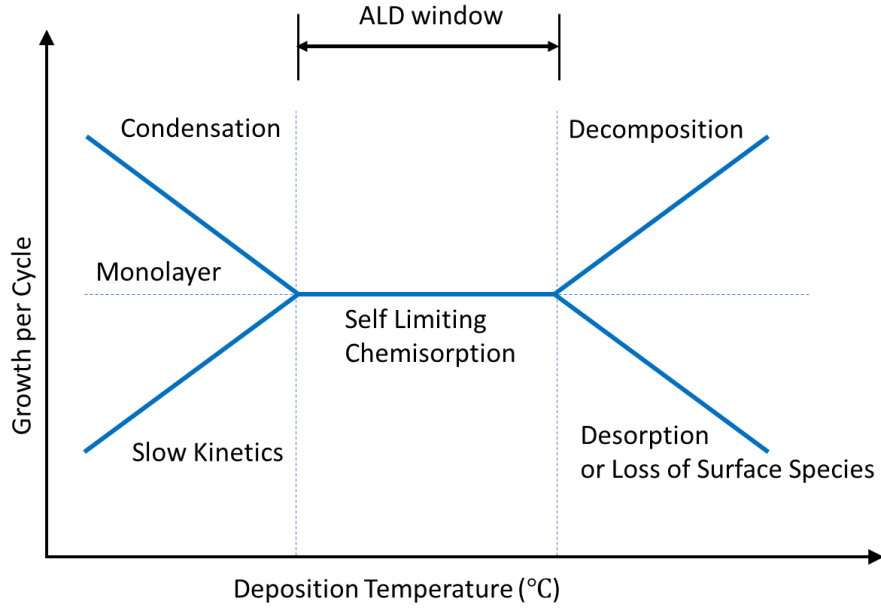 ALD window
Condensation
Decomposition
Monolayer
Self Limiting
Chemisorption
Growth per Cycle
Slow Kinetics
Desorption
or Loss of Surface Species
Deposition Temperature (℃)